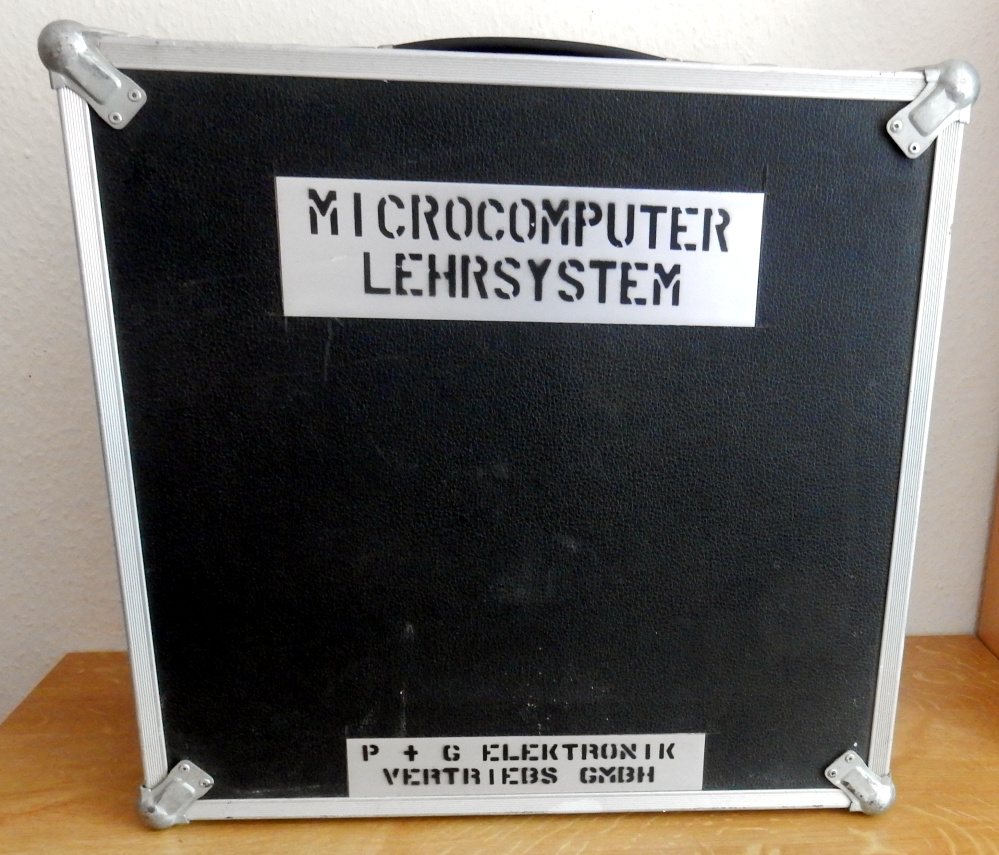 MICROCOMPUTER
LEHRSYSTEM
P + G ELEKTRONIK
VERTRIEBS GMBH